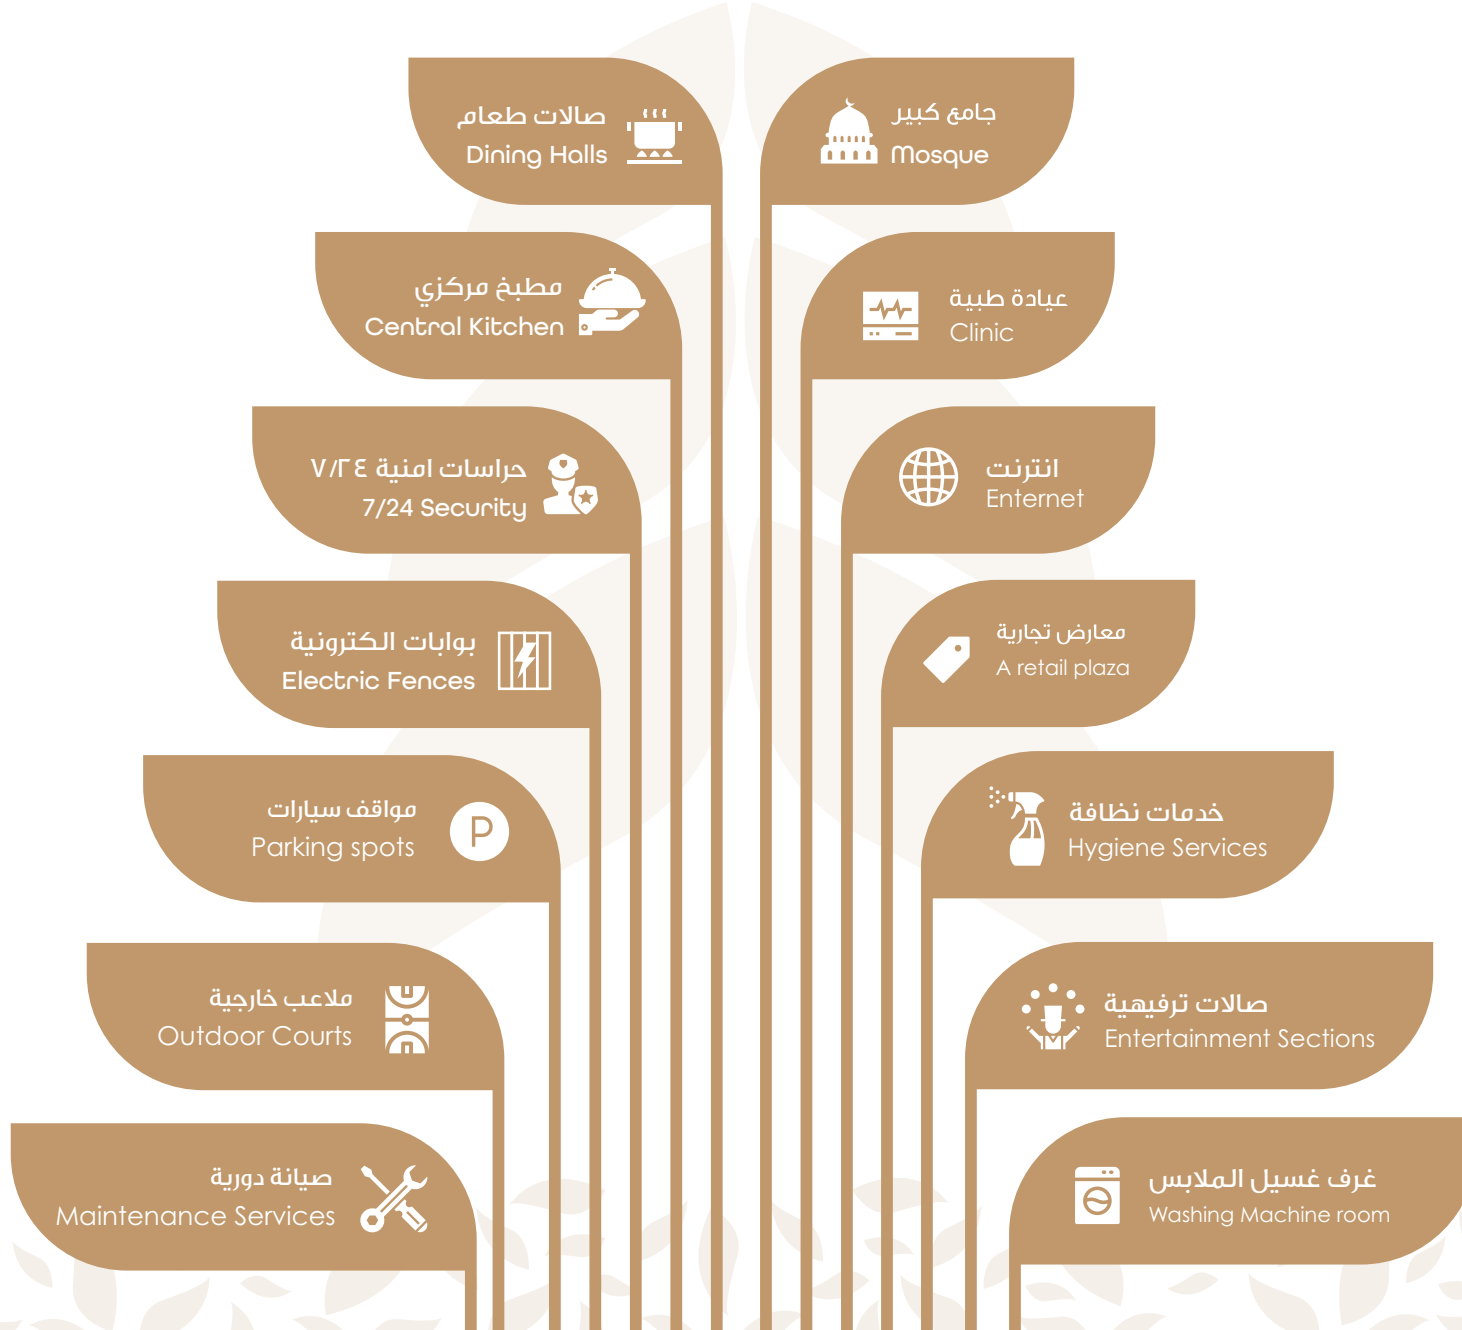 صالات طعام
Dining Halls
جامع كبير
Mosque
مطبخ مركزي
Central Kitchen
عيادة طبية
Clinic
حراسات امنية ٧/٢٤
7/24 Security
انترنت
Enternet
بوابات الكترونية
Electric Fences
معارض تجارية
A retail plaza
مواقف سيارات
Parking spots
P
خدمات نظافة
Hygiene Services
ملاعب خارجية
Outdoor Courts
صالات ترفيهية
Entertainment Sections
صيانة دورية
Maintenance Services
غرف غسيل الملابس
Washing Machine room